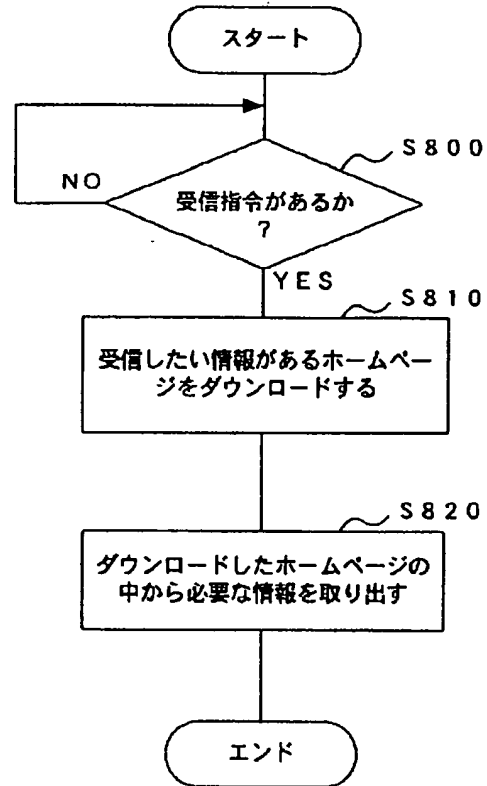 スタート
S800
NO
受信指令があるか
?
YES
S810
受信したい情報があるホームペー
ジをダウンロードする
S820
ダウンロードしたホームページの
中から必要な情報を取り出す
エンド